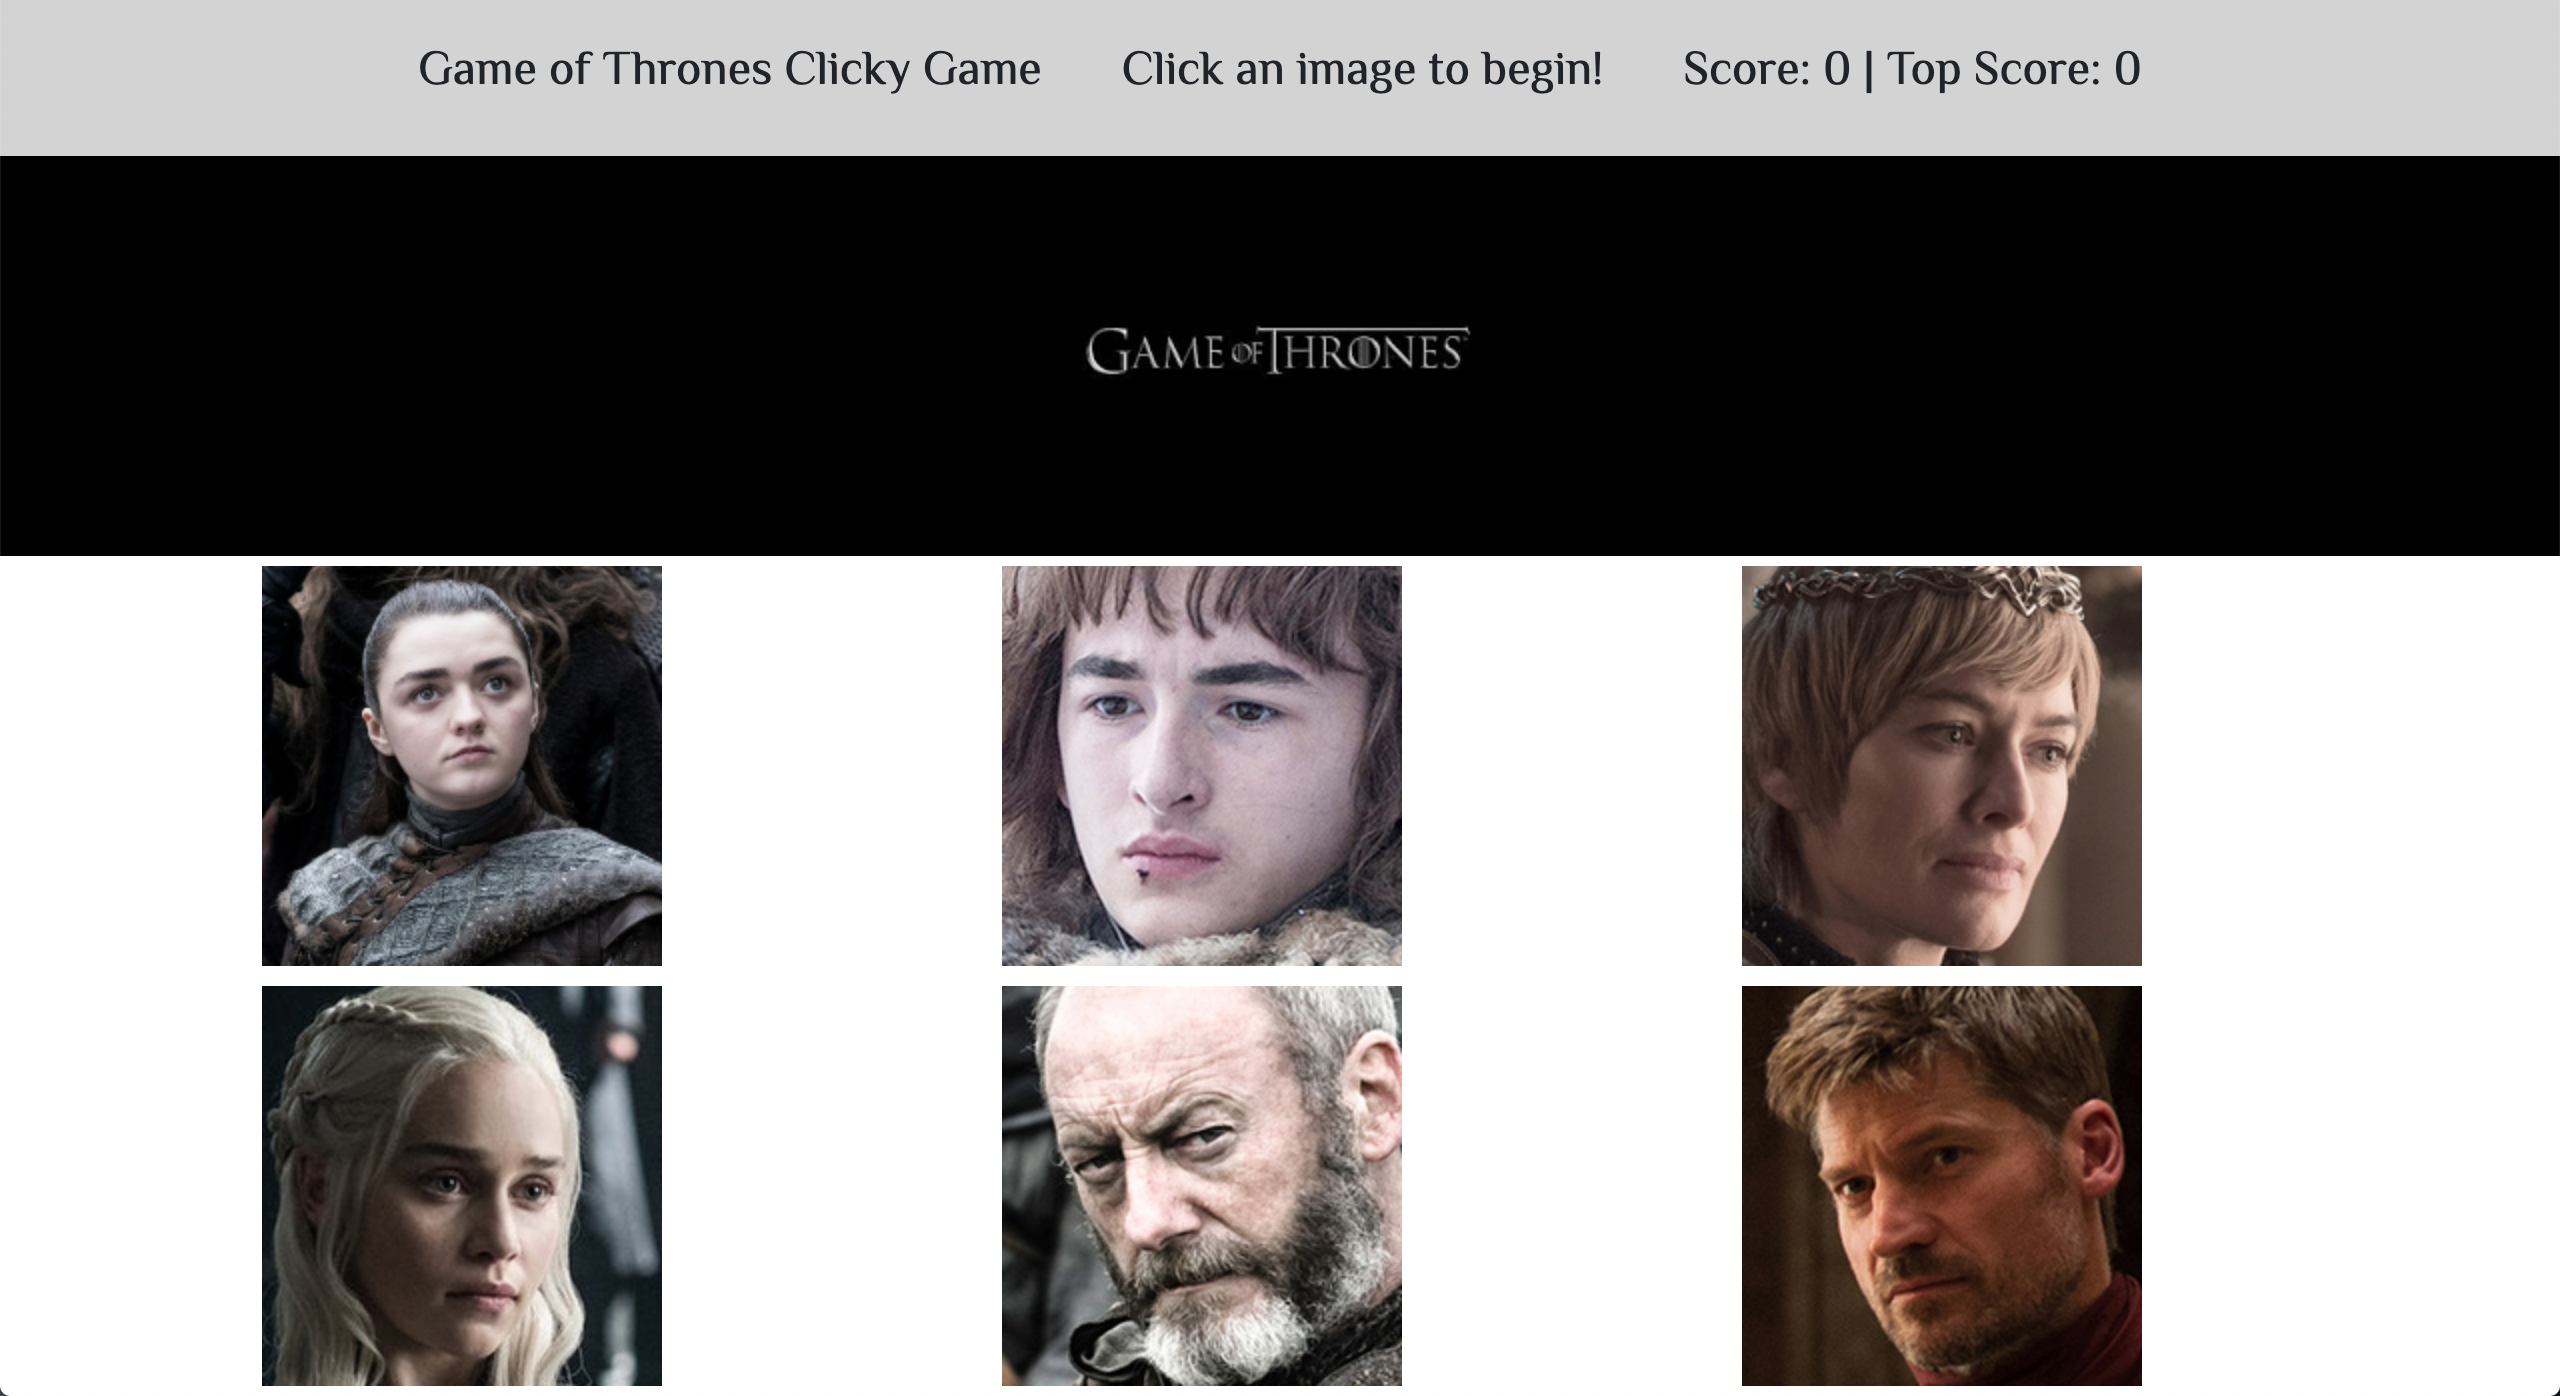 Game of Thrones Clicky Game
Click an image to begin!
Score: 0 | Top Score: 0
GAME OF THRONES